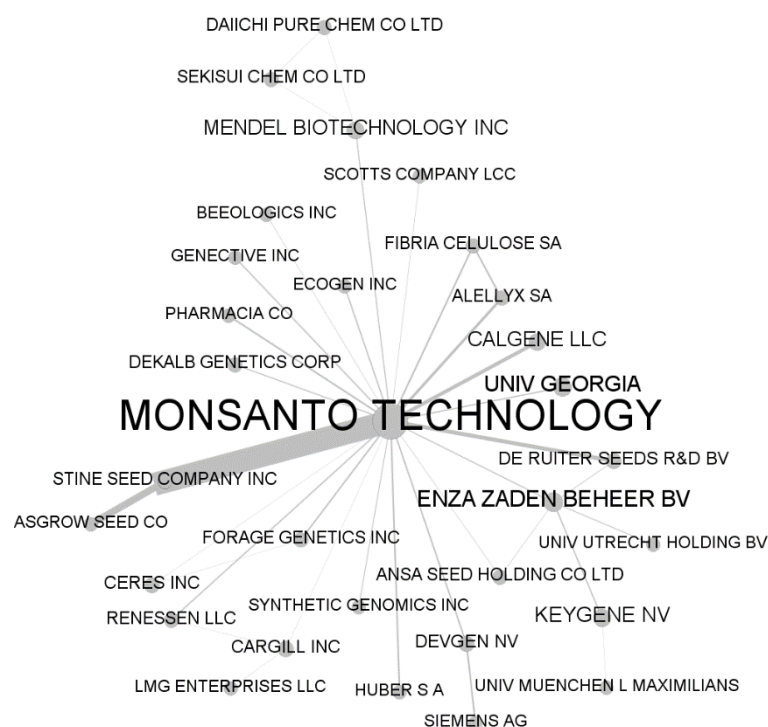 DAIICHI PURE CHEM CO LTD
SEKISUI CHEM CO LTD
MENDEL BIOTECHNOLOGY INC
SCOTTS COMPANY LCC
BEEOLOGICS INC
FIBRIA CELULOSE SA
GENECTIVE INC
ECOGEN INC
ALELLYX SA
PHARMACIA CO
CALGENE LLC
DEKALB GENETICS CORP
UNIV GEORGIA
MONSANTO TECHNOLOGY
DE RUITER SEEDS R&D BV
STINE SEED COMPANY INC
ENZA ZADEN BEHEER BV
ASGROW SEED CO
FORAGE GENETICS INC
UNIV UTRECHT HOLDING BV
CERES INC
ANSA SEED HOLDING CO LTD
RENESSEN LLC
SYNTHETIC GENOMICS INC
KEYGENE NV
CARGILL INC
DEVGEN NV
LMG ENTERPRISES LLC
HUBER S A
UNIV MUENCHEN L MAXIMILIANS
SIEMENS AG